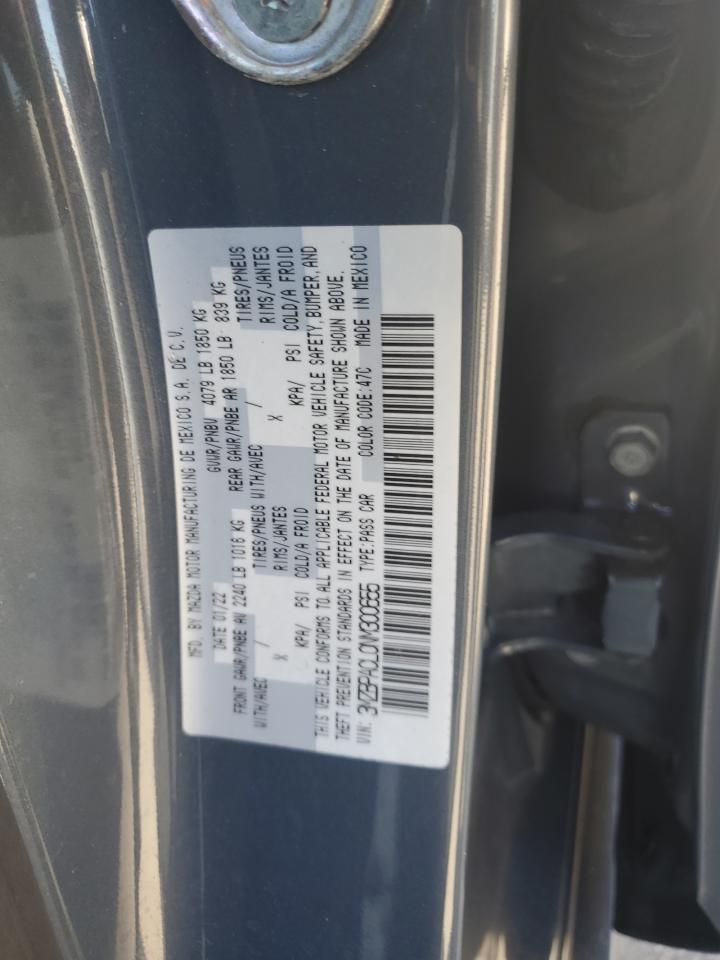 MFD. BY MAZDA MOTOR MANUFACTURING DE MEXICO S.A. DE C.V.
DATE 01/22 GVWR/PNBV 4079 LB 1850 KG
FRONT GAWR/PNBE AV 2240 LB 1016 KG REAR GAWR/PNBE AR 1850 LB 839 KG
WITH/AVEC / TIRES/PNEUS WITH/AVEC / TIRES/PNEUS
X RIMS/JANTES X RIMS/JANTES
KPA/ PSI COLD/A FROID KPA/ PSI COLD/A FROID
THIS VEHICLE CONFORMS TO ALL APPLICABLE FEDERAL MOTOR VEHICLE SAFETY, BUMPER, AND
THEFT PREVENTION STANDARDS IN EFFECT ON THE DATE OF MANUFACTURE SHOWN ABOVE.
VIN: 3MZBPACL0NM300655 TYPE:PASS CAR COLOR CODE:47C MADE IN MEXICO